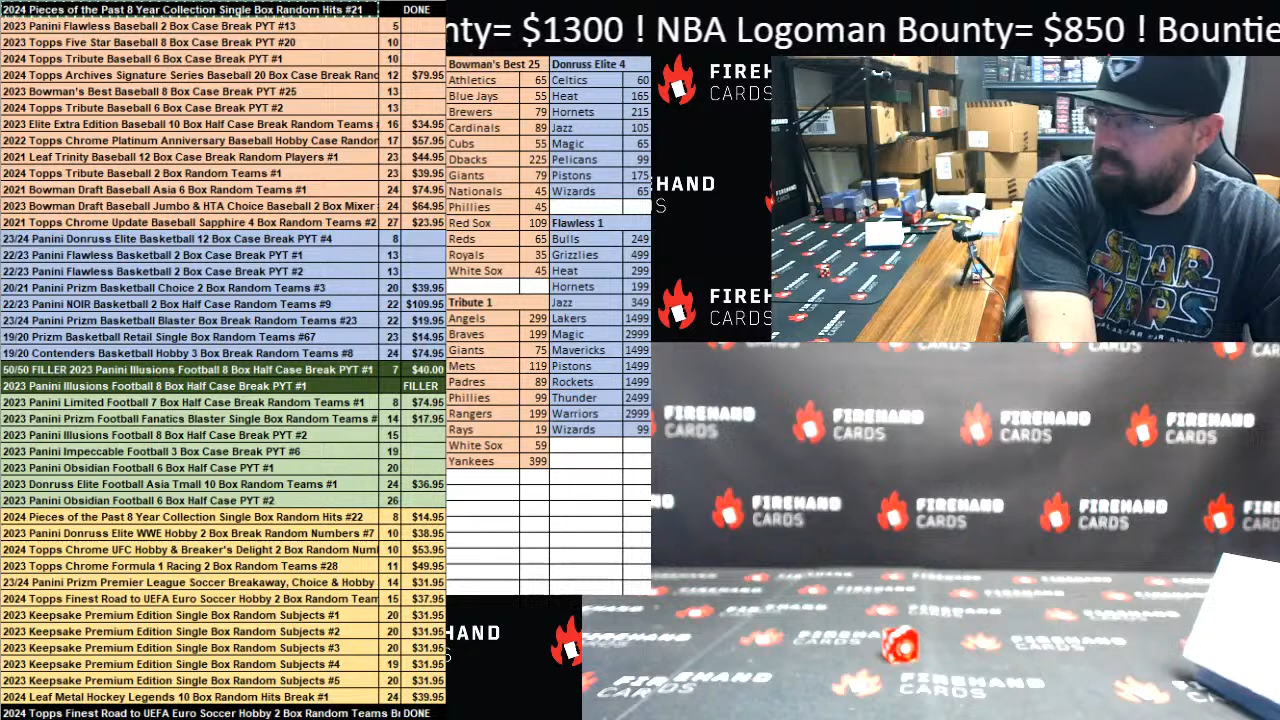 nty= $1300 ! NBA Logoman Bounty= $850 ! Bountie
2024 Pieces of the Past 8 Year Collection Single Box Random Hits #21 DONE
2023 Panini Flawless Baseball 2 Box Case Break PYT #13 5
2023 Topps Five Star Baseball 8 Box Case Break PYT #20 10
2024 Topps Tribute Baseball 6 Box Case Break PYT #1 10
2024 Topps Archives Signature Series Baseball 20 Box Case Break Ranc 12 $79.95
2023 Bowman's Best Baseball 8 Box Case PYT #25 13
2024 Topps Tribute Baseball 6 Box Case Break PYT #2 13
2023 Elite Extra Edition Baseball 10 Box Half Case Break Random Teams 16 $34.95
2022 Topps Chrome Platinum Anniversary Baseball Hobby Case Randor 17 $57.95
2021 Leaf Trinity Baseball 12 Box Case Break Random Players #1 23 $44.95
2024 Topps Tribute Baseball 2 Box Random Teams #1 23 $39.95
2021 Bowman Draft Baseball Asia 6 Box Random Teams #1 24 $74.95
2023 Bowman Draft Baseball Jumbo & HTA Choice Baseball 2 Box Mixer 24 $64.95
2021 Topps Chrome Update Baseball Sapphire 4 Box Random Teams #2 27 $23.95
23/24 Panini Donruss Elite Basketball 12 Box Case Break PYT #4 8
22/23 Panini Flawless Basketball 2 Box Case Break PYT #1 13
22/23 Panini Flawless Basketball 2 Box Case Break PYT #2 13
20/21 Panini Prizm Basketball Choice 2 Box Random Teams #3 20 $39.95
22/23 Panini NOIR Basketball 2 Box Half Case Random Teams #9 22 $109.95
23/24 Panini Prizm Basketball Blaster Box Break Random Teams #23 22 $19.95
19/20 Prizm Basketball Retail Single Box Random Teams #67 23 $14.95
19/20 Contenders Basketball Hobby 3 Box Break Random Teams #8 24 $74.95
50/50 FILLER 2023 Panini Illusions Football 8 Box Half Case Break PYT #1 7 $40.00
2023 Panini Illusions Football 8 Box Half Case Break PYT #1 FILLER
2023 Panini Limited Football 7 Box Half Case Break Random Teams #1 8 $74.95
2023 Panini Prizm Football Fanatics Blaster Single Box Random Teams # 14 $17.95
2023 Panini Illusions Football 8 Box Half Case Break PYT #2 15
2023 Panini Impeccable Football 3 Box Case Break PYT #6 19
2023 Panini Obsidian Football 6 Box Half Case PYT #1 20
2023 Donruss Elite Football Asia Tmall 10 Box Random Teams #1 24 $36.95
2023 Panini Obsidian Football 6 Box Half Case PYT #2 26
2024 Pieces of the Past 8 Year Collection Single Box Random Hits #22 8 $14.95
2023 Panini Donruss Elite WWE Hobby 2 Box Break Random Numbers #7 10 $38.95
2024 Topps Chrome UFC Hobby & Breaker's Delight 2 Box Random Numl 10 $53.95
2023 Topps Chrome Formula 1 Racing 2 Box Random Teams #28 11 $49.95
23/24 Panini Prizm Premier League Soccer Breakaway, Choice & Hobby 14 $31.95
2024 Topps Finest Road to UEFA Euro Soccer Hobby 2 Box Random Team 15 $37.95
2023 Keepsake Premium Edition Single Box Random Subjects #1 20 $31.95
2023 Keepsake Premium Edition Single Box Random Subjects #2 20 $31.95
2023 Keepsake Premium Edition Single Box Random Subjects #3 20 $31.95
2023 Keepsake Premium Edition Single Box Random Subjects #4 19 $31.95
2023 Keepsake Premium Edition Single Box Random Subjects #5 20 $31.95
2024 Leaf Metal Hockey Legends 10 Box Random Hits Break #1 24 $39.95
2024 Topps Finest Road to UEFA Euro Soccer Hobby 2 Box Random Teams Br DONE
Bowman's Best 25
Athletics 65
Blue Jays 55
Brewers 79
Cardinals 89
Cubs 55
Dbacks 225
Giants 79
Nationals 45
Phillies 45
Red Sox 109
Reds 65
Royals 35
White Sox 45
Tribute 1
Angels 299
Braves 199
Giants 75
Mets 119
Padres 89
Phillies 99
Rangers 199
Rays 19
White Sox 59
Yankees 399
Donruss Elite 4
Celtics 60
Heat 165
Hornets 215
Jazz 105
Magic 65
Pelicans 99
Pistons 175
Wizards 65
Flawless 1
Bulls 249
Grizzlies 499
Heat 299
Hornets 199
Jazz 349
Lakers 1499
Magic 2999
Mavericks 1499
Pistons 1499
Rockets 1499
Thunder 2499
Warriors 2999
Wizards 99
FIREH
CARDS
HAND
FIREH
CARDS
HAND
STAR
WARS
FIREHAND
CARDS
FIREHAND
CARDS
FIREHAND
CARDS
FIREHAND
CARDS
FIREHAND
CARDS
FIREHAND
CARDS